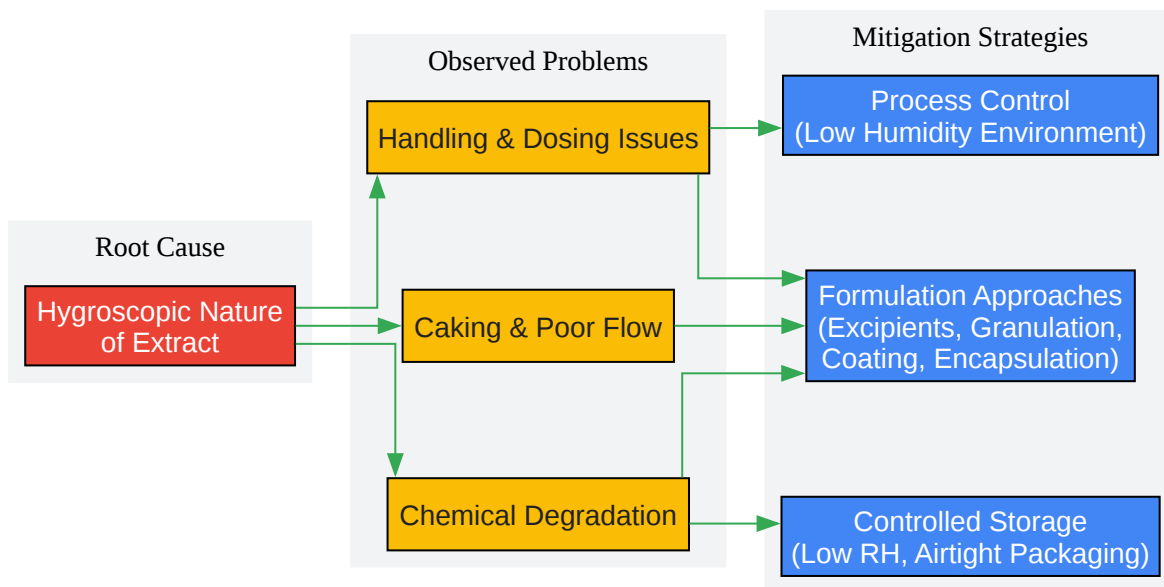 Root Cause
Hygroscopic Nature
of Extract
Observed Problems
Handling & Dosing Issues
Caking & Poor Flow
Chemical Degradation
Mitigation Strategies
Process Control
(Low Humidity Environment)
Formulation Approaches
(Excipients, Granulation,
Coating, Encapsulation)
Controlled Storage
(Low RH, Airtight Packaging)